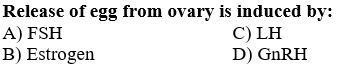 Release of egg from ovary is induced by:
A) FSH C) LH
B) Estrogen D) GnRH